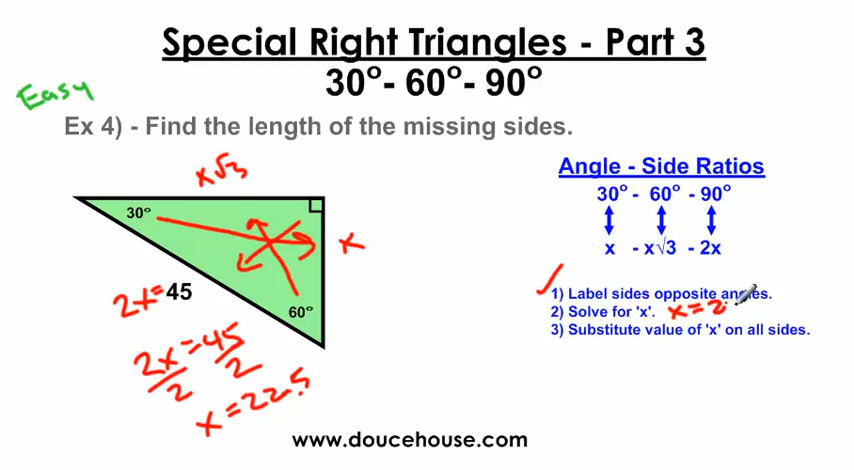 Special Right Triangles - Part 3
30°- 60°- 90°
Easy
Ex 4) - Find the length of the missing sides.
x√3
30°
x
2x=45
60°
2x=45
2 2
x=22.5
Angle - Side Ratios
30° - 60° - 90°
x - x√3 - 2x
1) Label sides opposite angles.
2) Solve for 'x'. x=2
3) Substitute value of 'x' on all sides.
www.doucehouse.com